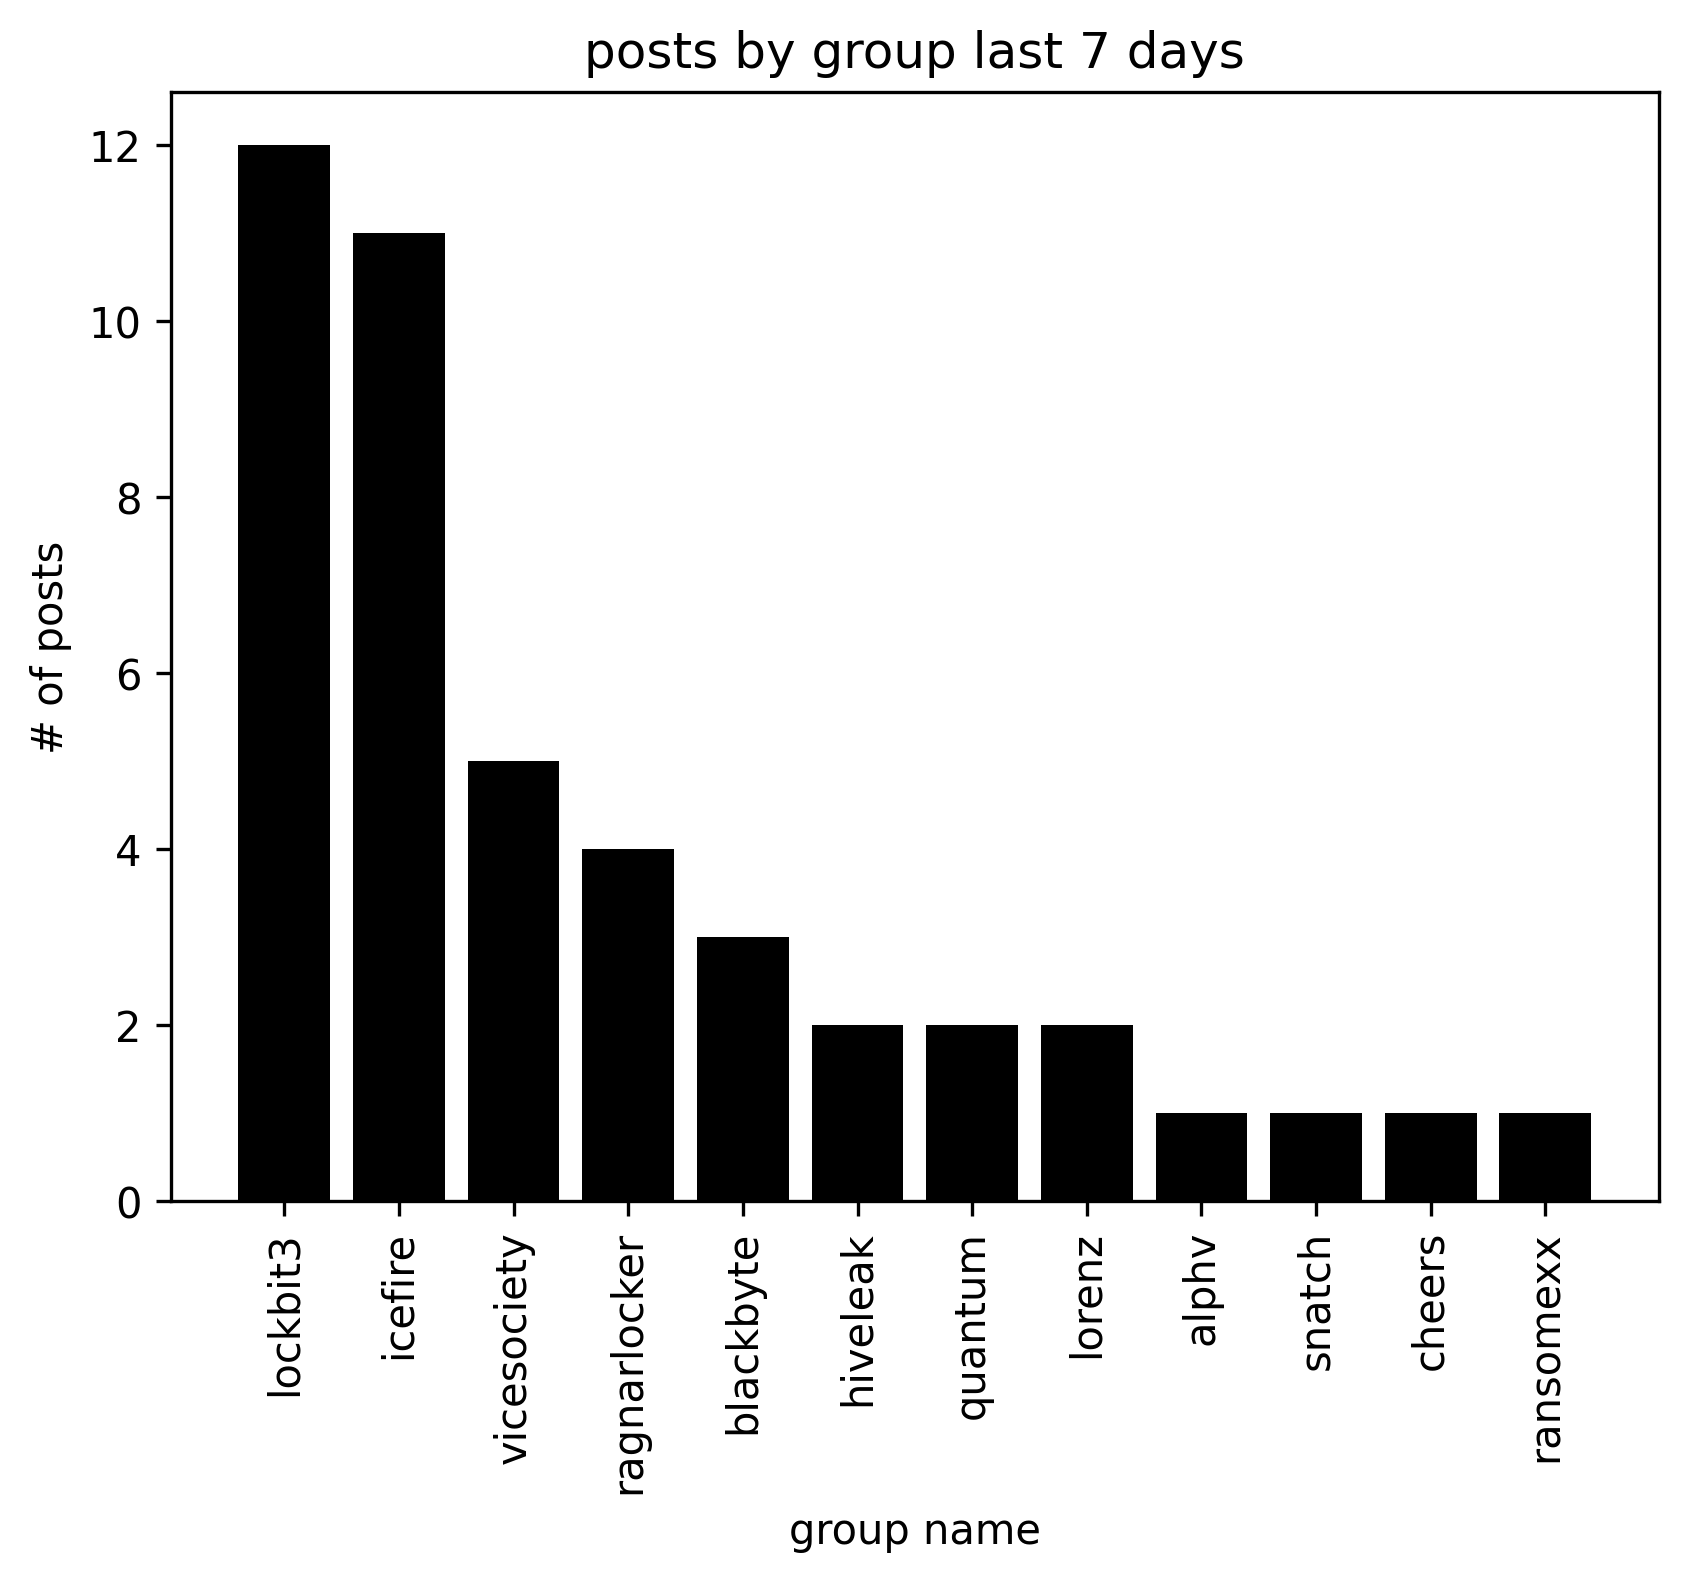 posts by group last 7 days
# of posts
12
10
8
6
4
2
0
lockbit3
icefire
vicesociety
ragnarlocker
blackbyte
hiveleak
quantum
lorenz
alphv
snatch
cheers
ransomexx
group name